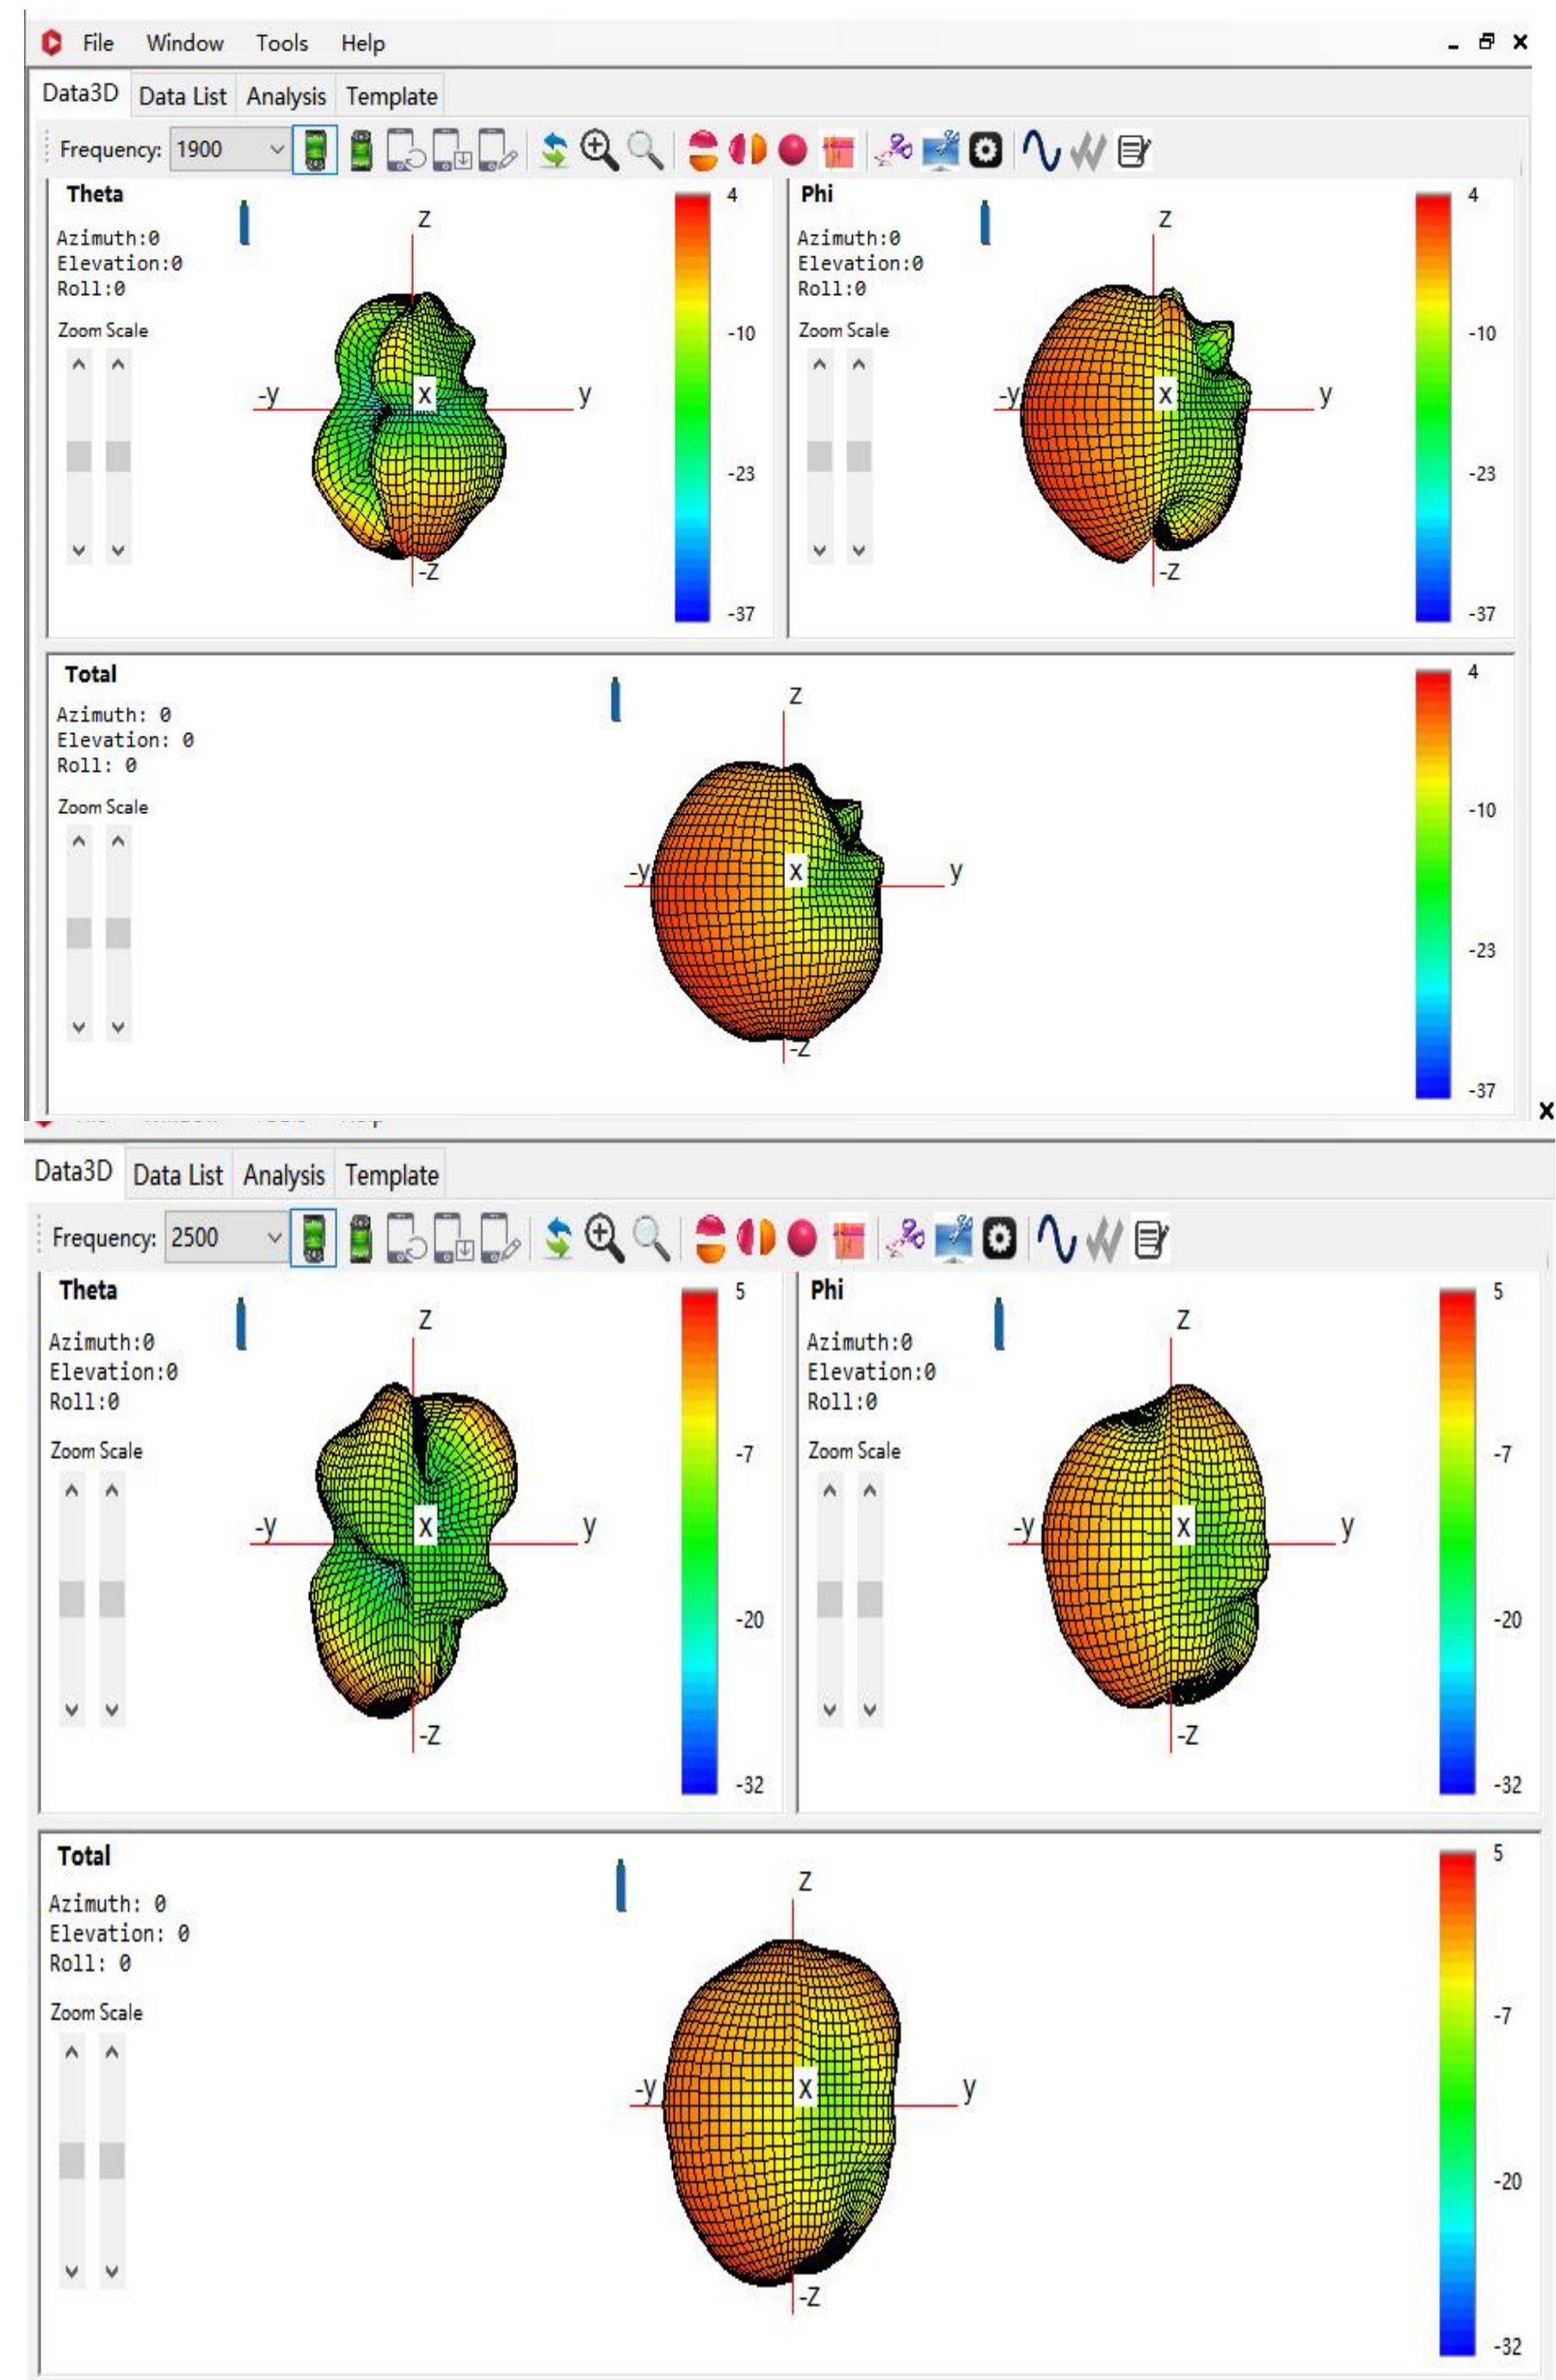 File Window Tools Help
Data3D Data List Analysis Template
Frequency: 1900
Theta
Azimuth:0
Elevation:0
Roll:0
Zoom Scale
z
-y
X
y
-z
4
-10
-23
-37
Phi
Azimuth:0
Elevation:0
Roll:0
Zoom Scale
z
-y
X
y
-z
4
-10
-23
-37
Total
Azimuth: 0
Elevation: 0
Roll: 0
Zoom Scale
z
-y
X
y
-z
4
-10
-23
-37
Data3D Data List Analysis Template
Frequency: 2500
Theta
Azimuth:0
Elevation:0
Roll:0
Zoom Scale
z
-y
X
y
-z
5
-7
-20
-32
Phi
Azimuth:0
Elevation:0
Roll:0
Zoom Scale
z
-y
X
y
-z
5
-7
-20
-32
Total
Azimuth: 0
Elevation: 0
Roll: 0
Zoom Scale
z
-y
X
y
-z
5
-7
-20
-32